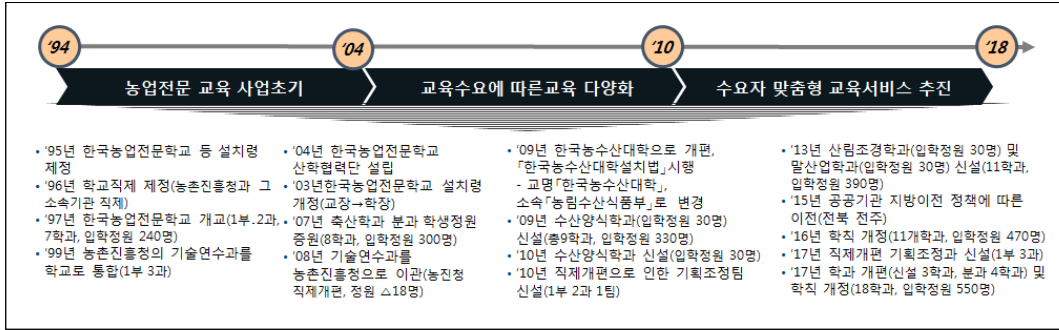 '94
'04
'10
'18
농업전문 교육 사업초기
교육수요에 따른교육 다양화
수요자 맞춤형 교육서비스 추진
• '95년 한국농업전문학교 등 설치령
제정
• '96년 학교직제 제정(농촌진흥청과 그
소속기관 직제)
• '97년 한국농업전문학교 개교(1부.2과,
7학과, 입학정원 240명)
• '99년 농촌진흥청의 기술연수과를
학교로 통합(1부 3과)
• '04년 한국농업전문학교
산학협력단 설립
• '03년한국농업전문학교 설치령
개정(교장→학장)
• '07년 축산학과 분과 학생정원
증원(8학과, 입학정원 300명)
• '08년 기술연수과를
농촌진흥청으로 이관(농진청
직제개편, 정원 △18명)
• '09년 한국농수산대학으로 개편,
「한국농수산대학설치법」시행
- 교명「한국농수산대학」,
소속「농림수산식품부」로 변경
• '09년 수산양식학과(입학정원 30명)
신설(총9학과, 입학정원 330명)
• '10년 수산양식학과 신설(입학정원 30명)
• '10년 직제개편으로 인한 기획조정팀
신설(1부 2과 1팀)
• '13년 산림조경학과(입학정원 30명) 및
말산업학과(입학정원 30명) 신설(11학과,
입학정원 390명)
• '15년 공공기관 지방이전 정책에 따른
이전(전북 전주)
• '16년 학칙 개정(11개학과, 입학정원 470명)
• '17년 직제개편 기획조정과 신설(1부 3과)
• '17년 학과 개편(신설 3학과, 분과 4학과) 및
학칙 개정(18학과, 입학정원 550명)